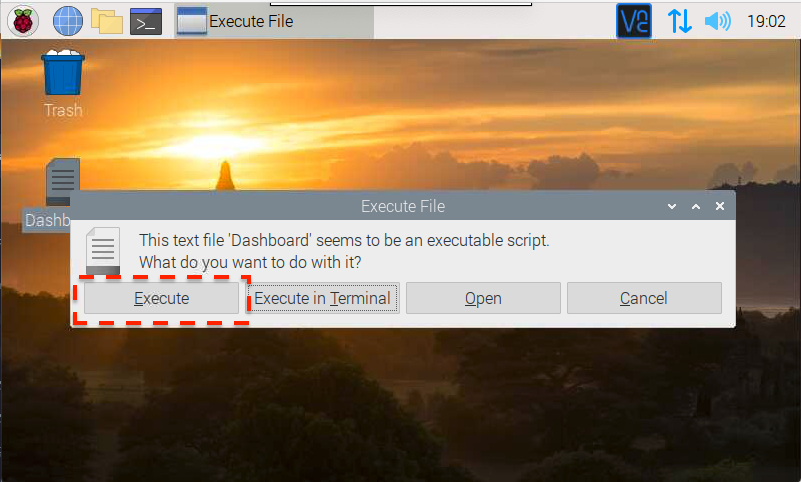 >_
Execute File
VNC
19:02
Trash
Dashb
Execute File
This text file 'Dashboard' seems to be an executable script.
What do you want to do with it?
Execute
Execute in Terminal
Open
Cancel